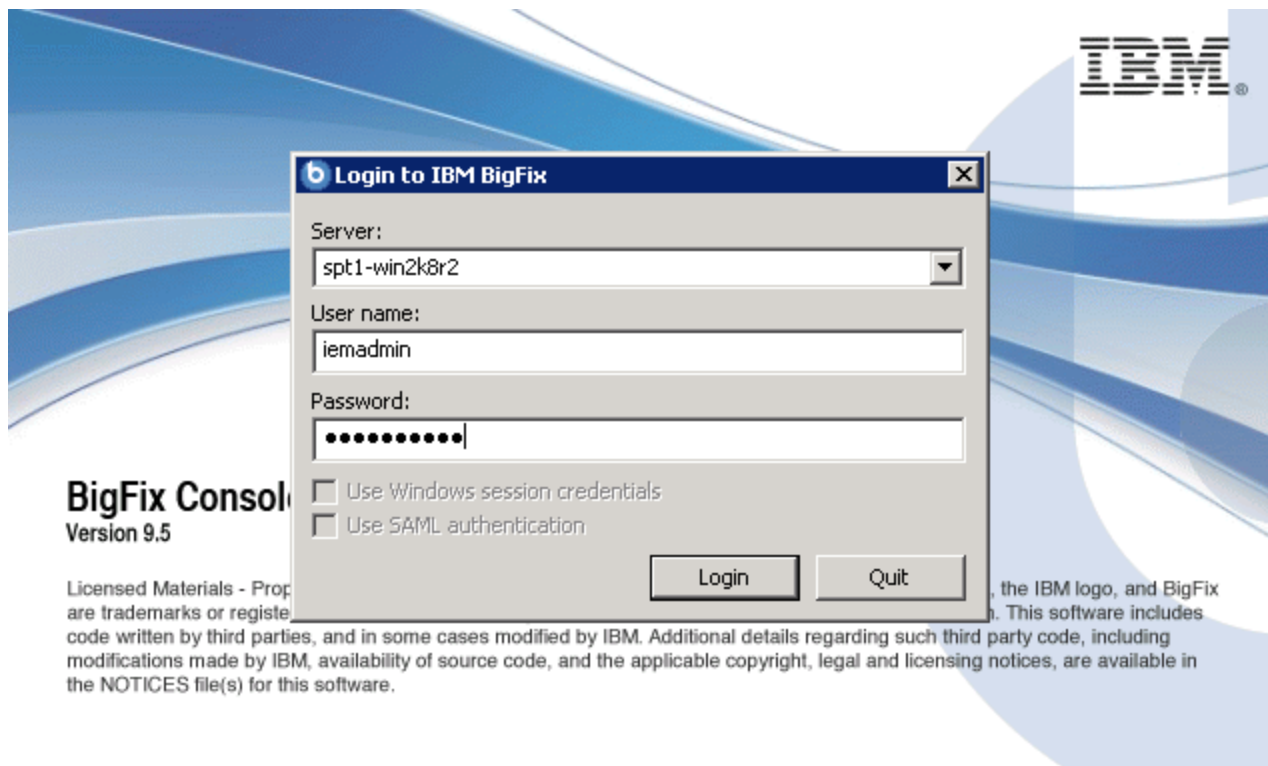 IBM®
Login to IBM BigFix
Server:
spt1-win2k8r2
User name:
iemadmin
Password:
••••••••••
Use Windows session credentials
Use SAML authentication
Login Quit
BigFix
Version 9.5
Licensed Materials - , the IBM logo, and BigFix
are trademarks or This software includes
code written by third parties, and in some cases modified by IBM. Additional details regarding such third party code, including
modifications made by IBM, availability of source code, and the applicable copyright, legal and licensing notices, are available in
the NOTICES file(s) for this software.